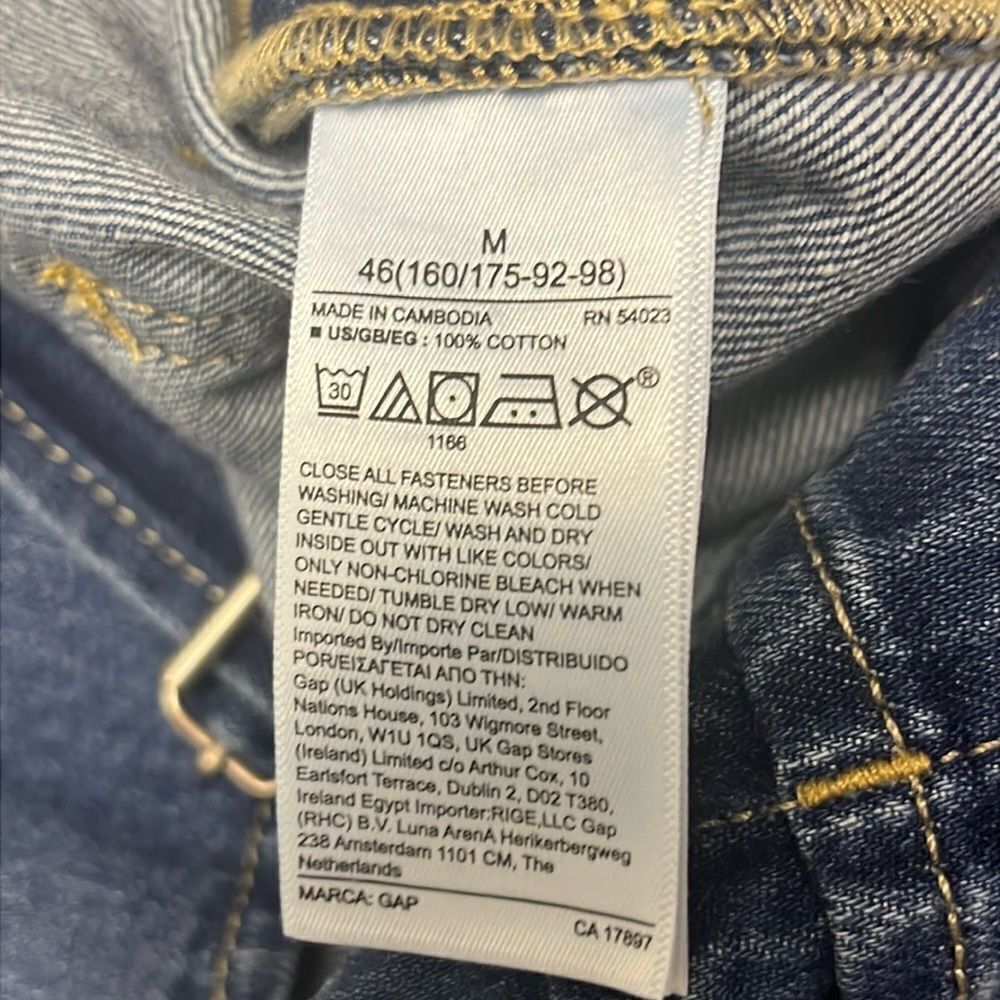 M
46(160/175-92-98)
MADE IN CAMBODIA RN 54023
US/GB/EG : 100% COTTON
30 ®
1166
CLOSE ALL FASTENERS BEFORE
WASHING/ MACHINE WASH COLD
GENTLE CYCLE/ WASH AND DRY
INSIDE OUT WITH LIKE COLORS/
ONLY NON-CHLORINE BLEACH WHEN
NEEDED/ TUMBLE DRY LOW/ WARM
IRON/ DO NOT DRY CLEAN
Imported By/Importe Par/DISTRIBUIDO
POR/ΕΙΣΑΓΕΤΑΙ ΑΠΟ ΤΗΝ:
Gap (UK Holdings) Limited, 2nd Floor
Nations House, 103 Wigmore Street,
London, W1U 1QS, UK Gap Stores
(Ireland) Limited c/o Arthur Cox, 10
Earlsfort Terrace, Dublin 2, D02 T380,
Ireland Egypt Importer:RIGE,LLC Gap
(RHC) B.V. Luna ArenA Herikerbergweg
238 Amsterdam 1101 CM, The
Netherlands
MARCA: GAP
CA 17897